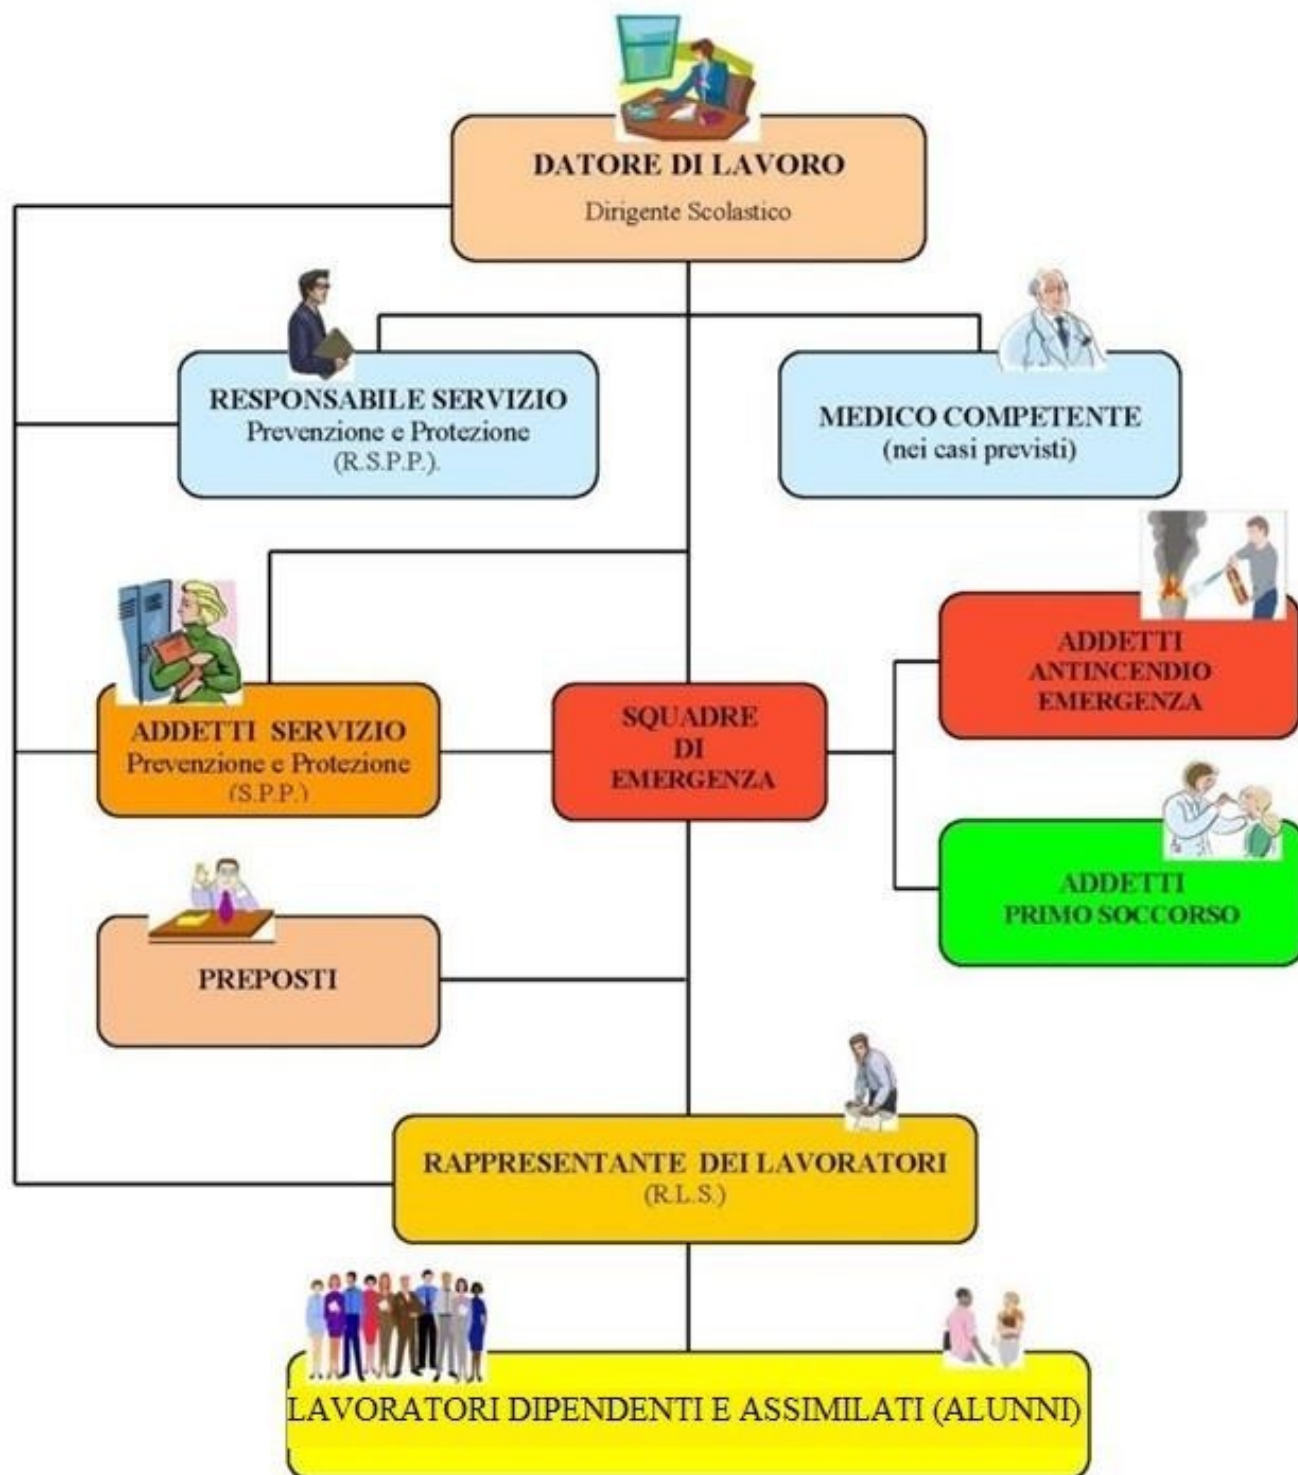 DATORE DI LAVORO
Dirigente Scolastico
RESPONSABILE SERVIZIO
Prevenzione e Protezione
(R.S.P.P.).
MEDICO COMPETENTE
(nei casi previsti)
ADDETTI
ANTINCENDIO
EMERGENZA
ADDETTI SERVIZIO
Prevenzione e Protezione
(S.P.P.)
SQUADRE
DI
EMERGENZA
ADDETTI
PRIMO SOCCORSO
PREPOSTI
RAPPRESENTANTE DEI LAVORATORI
(R.L.S.)
LAVORATORI DIPENDENTI E ASSIMILATI (ALUNNI)